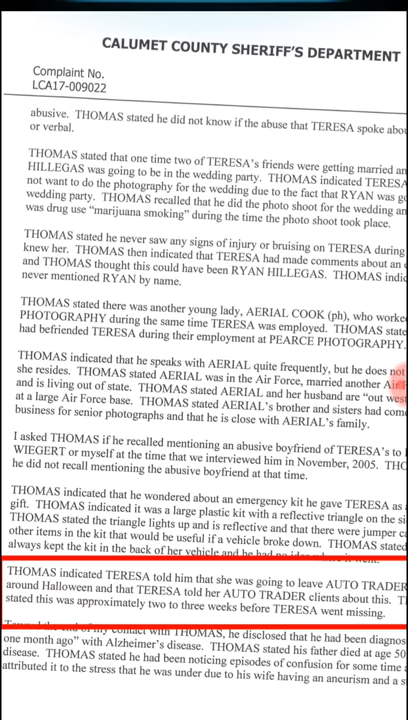 CALUMET COUNTY SHERIFF'S DEPARTMENT
Complaint No.
LCA17-009022
abusive. THOMAS stated he did not know if the abuse that TERESA spoke
or verbal.
THOMAS stated that one time two of TERESA's friends were getting married
HILLEGAS was going to be in the wedding party. THOMAS indicated
not want to do the photography for the wedding due to the fact that RYAN was
wedding party. THOMAS recalled that he did the photo shoot for the wedding
was drug use "marijuana smoking" during the time the photo shoot took place.
THOMAS stated he never saw any signs of injury or bruising on TERESA during
knew her. THOMAS then indicated that TERESA had made comments about an
and THOMAS thought this could have been RYAN HILLEGAS. THOMAS
never mentioned RYAN by name.
THOMAS stated there was another young lady, AERIAL COOK (ph), who
PHOTOGRAPHY during the same time TERESA was employed. THOMAS
had befriended TERESA during their employment at PEARCE PHOTOGRAPHY.
THOMAS indicated that he speaks with AERIAL quite frequently, but he does not
she resides. THOMAS stated AERIAL was in the Air Force, married another Air
and is living out of state. THOMAS stated AERIAL and her husband are "out west
at a large Air Force base. THOMAS stated AERIAL's brother and sisters had
business for senior photographs and that he is close with AERIAL's family.
I asked THOMAS if he recalled mentioning an abusive boyfriend of TERESA's to
WIEGERT or myself at the time that we interviewed him in November, 2005.
he did not recall mentioning the abusive boyfriend at that time.
THOMAS indicated that he wondered about an emergency kit he gave TERESA as
gift. THOMAS indicated it was a large plastic kit with a reflective triangle on the
THOMAS stated the triangle lights up and is reflective and that there were jumper
other items in the kit that would be useful if a vehicle broke down. THOMAS stated
always kept the kit in the back of her vehicle and he had no
THOMAS indicated TERESA told him that she was going to leave AUTO TRADER
around Halloween and that TERESA told her AUTO TRADER clients about this.
stated this was approximately two to three weeks before TERESA went missing.
my contact with THOMAS, he disclosed that he had been
one month ago" with Alzheimer's disease. THOMAS stated his father died at age 50
disease. THOMAS stated he had been noticing episodes of confusion for some time
attributed it to the stress that he was under due to his wife having an aneurism and a